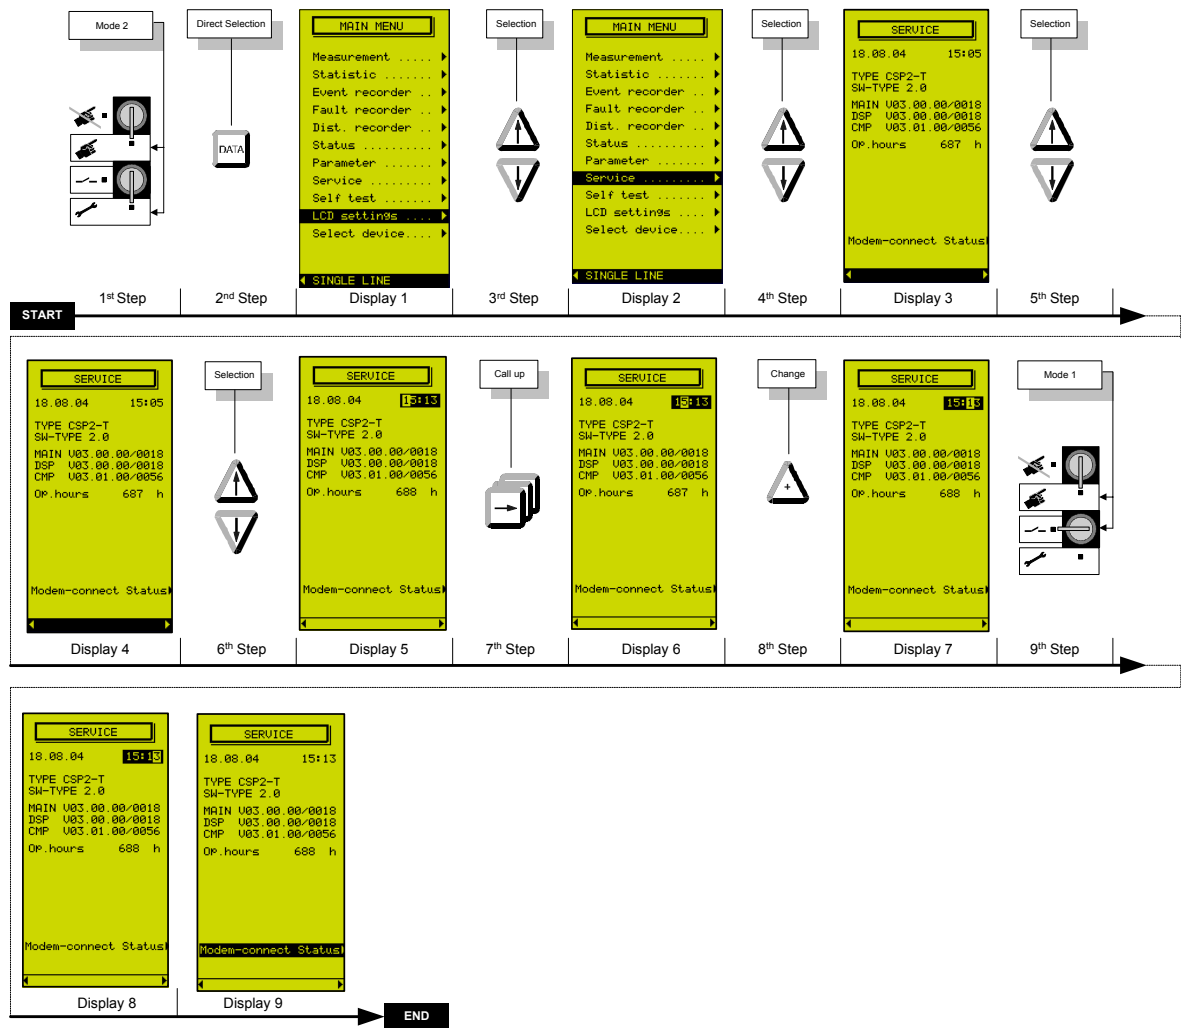 Mode 2
Direct Selection
DATA
MAIN MENU
Measurement .....
Statistic .......
Event recorder ..
Fault recorder ..
Dist. recorder ..
Status ..........
Parameter .......
Service .........
Self test .......
LCD settings ....
Select device....
SINGLE LINE
Selection
MAIN MENU
Measurement .....
Statistic .......
Event recorder ..
Fault recorder ..
Dist. recorder ..
Status ..........
Parameter .......
Service .........
Self test .......
LCD settings ....
Select device....
SINGLE LINE
Selection
SERVICE
18.08.04 15:05
TYPE CSP2-T
SW-TYPE 2.0
MAIN V03.00.00/0018
DSP V03.00.00/0018
CMP V03.01.00/0056
Op.hours 687 h
Modem-connect Status
Selection
1st Step
2nd Step
Display 1
3rd Step
Display 2
4th Step
Display 3
5th Step
START
SERVICE
18.08.04 15:05
TYPE CSP2-T
SW-TYPE 2.0
MAIN V03.00.00/0018
DSP V03.00.00/0018
CMP V03.01.00/0056
Op.hours 687 h
Modem-connect Status
Selection
SERVICE
18.08.04 15:13
TYPE CSP2-T
SW-TYPE 2.0
MAIN V03.00.00/0018
DSP V03.00.00/0018
CMP V03.01.00/0056
Op.hours 688 h
Modem-connect Status
Call up
SERVICE
18.08.04 15:13
TYPE CSP2-T
SW-TYPE 2.0
MAIN V03.00.00/0018
DSP V03.00.00/0018
CMP V03.01.00/0056
Op.hours 687 h
Modem-connect Status
Change
+
SERVICE
18.08.04 15:13
TYPE CSP2-T
SW-TYPE 2.0
MAIN V03.00.00/0018
DSP V03.00.00/0018
CMP V03.01.00/0056
Op.hours 688 h
Modem-connect Status
Mode 1
Display 4
6th Step
Display 5
7th Step
Display 6
8th Step
Display 7
9th Step
SERVICE
18.08.04 15:13
TYPE CSP2-T
SW-TYPE 2.0
MAIN V03.00.00/0018
DSP V03.00.00/0018
CMP V03.01.00/0056
Op.hours 688 h
Modem-connect Status
SERVICE
18.08.04 15:13
TYPE CSP2-T
SW-TYPE 2.0
MAIN V03.00.00/0018
DSP V03.00.00/0018
CMP V03.01.00/0056
Op.hours 688 h
Modem-connect Status
Display 8
Display 9
END